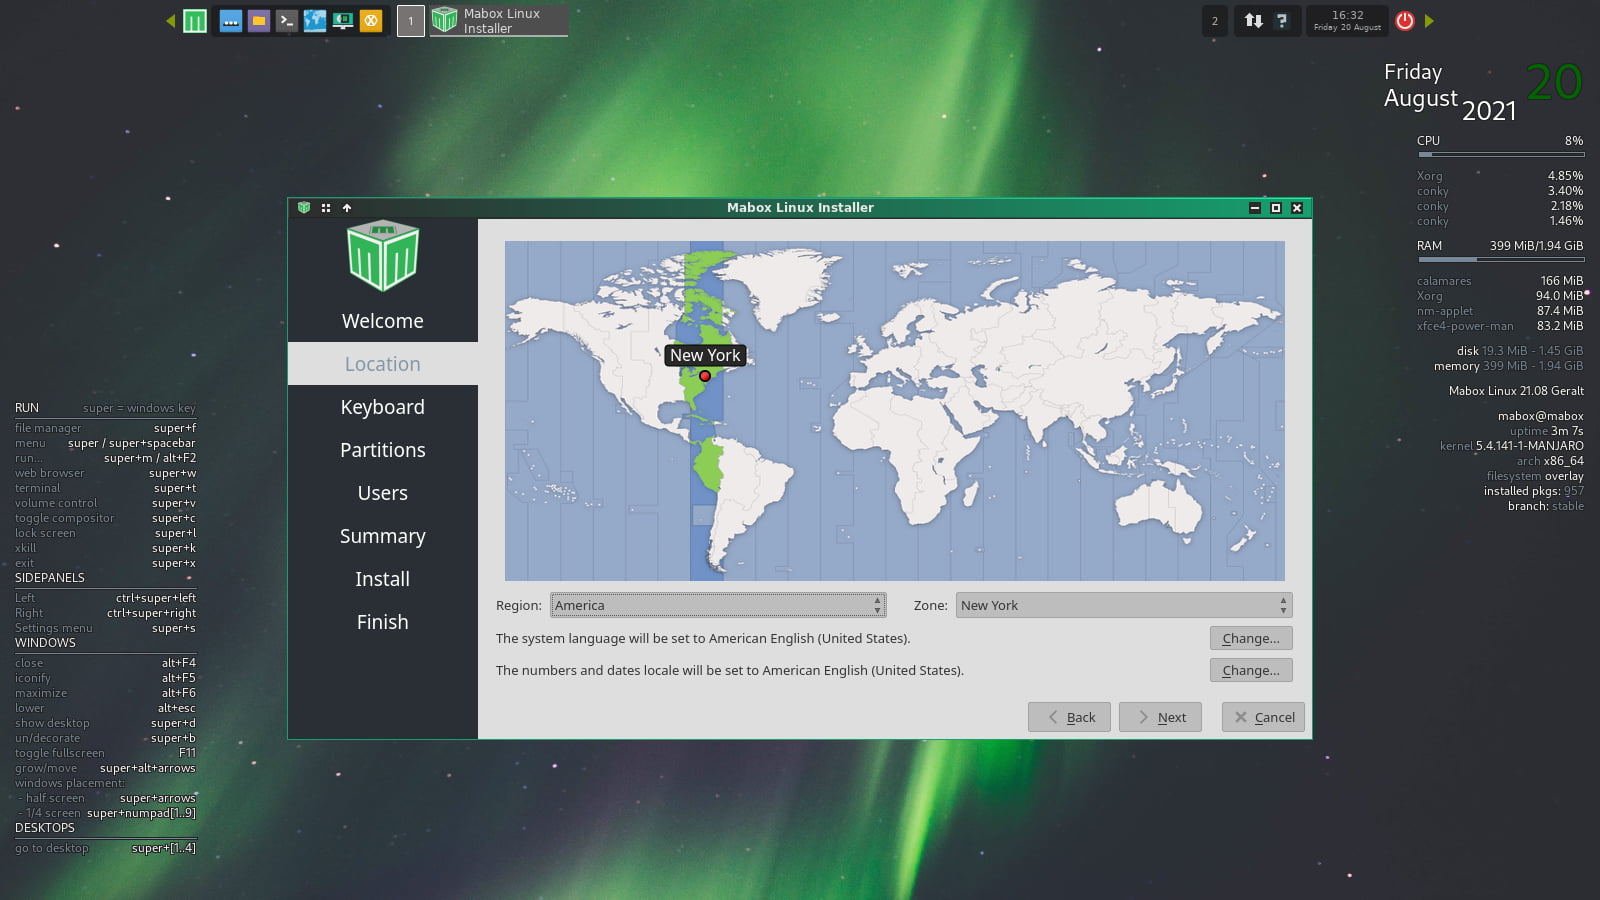 1
Mabox Linux
Installer
2
?
16:32
Friday 20 August
Friday
August
2021
20
CPU 8%
Xorg 4.85%
conky 3.40%
conky 2.18%
conky 1.46%
RAM 399 MiB/1.94 GiB
calamares 166 MiB
Xorg 94.0 MiB
nm-applet 87.4 MiB
xfce4-power-man 83.2 MiB
disk 19.3 MiB - 1.45 GiB
memory 399 MiB - 1.94 GiB
Mabox Linux 21.08 Geralt
mabox@mabox
uptime 3m 7s
kernel 5.4.141-1-MANJARO
arch x86_64
filesystem overlay
installed pkgs: 957
branch: stable
RUN super = windows key
file manager super+f
menu super / super+spacebar
run... super+m / alt+F2
web browser super+w
terminal super+t
volume control super+v
toggle compositor super+c
lock screen super+l
xkill super+k
exit super+x
SIDEPANELS
Left ctrl+super+left
Right ctrl+super+right
Settings menu super+s
WINDOWS
close alt+F4
iconify alt+F5
maximize alt+F6
lower alt+esc
show desktop super+d
un/decorate super+b
toggle fullscreen F11
grow/move super+alt+arrows
windows placement:
- half screen super+arrows
- 1/4 screen super+numpad[1..9]
DESKTOPS
go to desktop super+[1..4]
Mabox Linux Installer
Welcome
Location
Keyboard
Partitions
Users
Summary
Install
Finish
New York
Region: America Zone: New York
The system language will be set to American English (United States). Change...
The numbers and dates locale will be set to American English (United States). Change...
Back Next Cancel